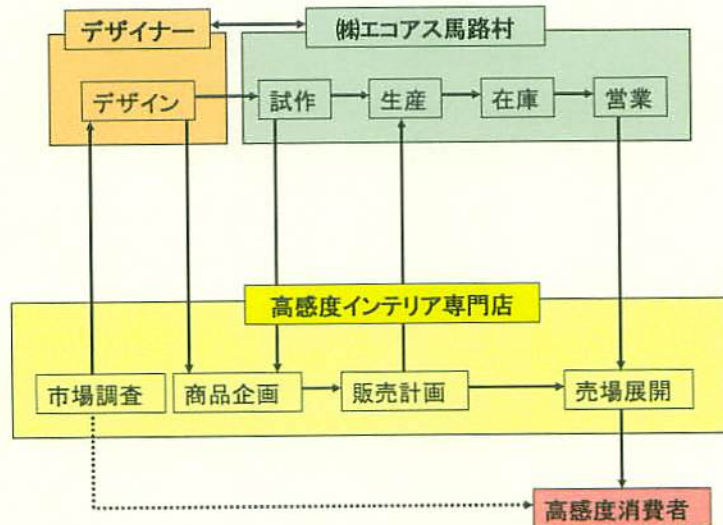 デザイナー
㈱エコアス馬路村
デザイン
試作
生産
在庫
営業
高感度インテリア専門店
市場調査
商品企画
販売計画
売場展開
高感度消費者